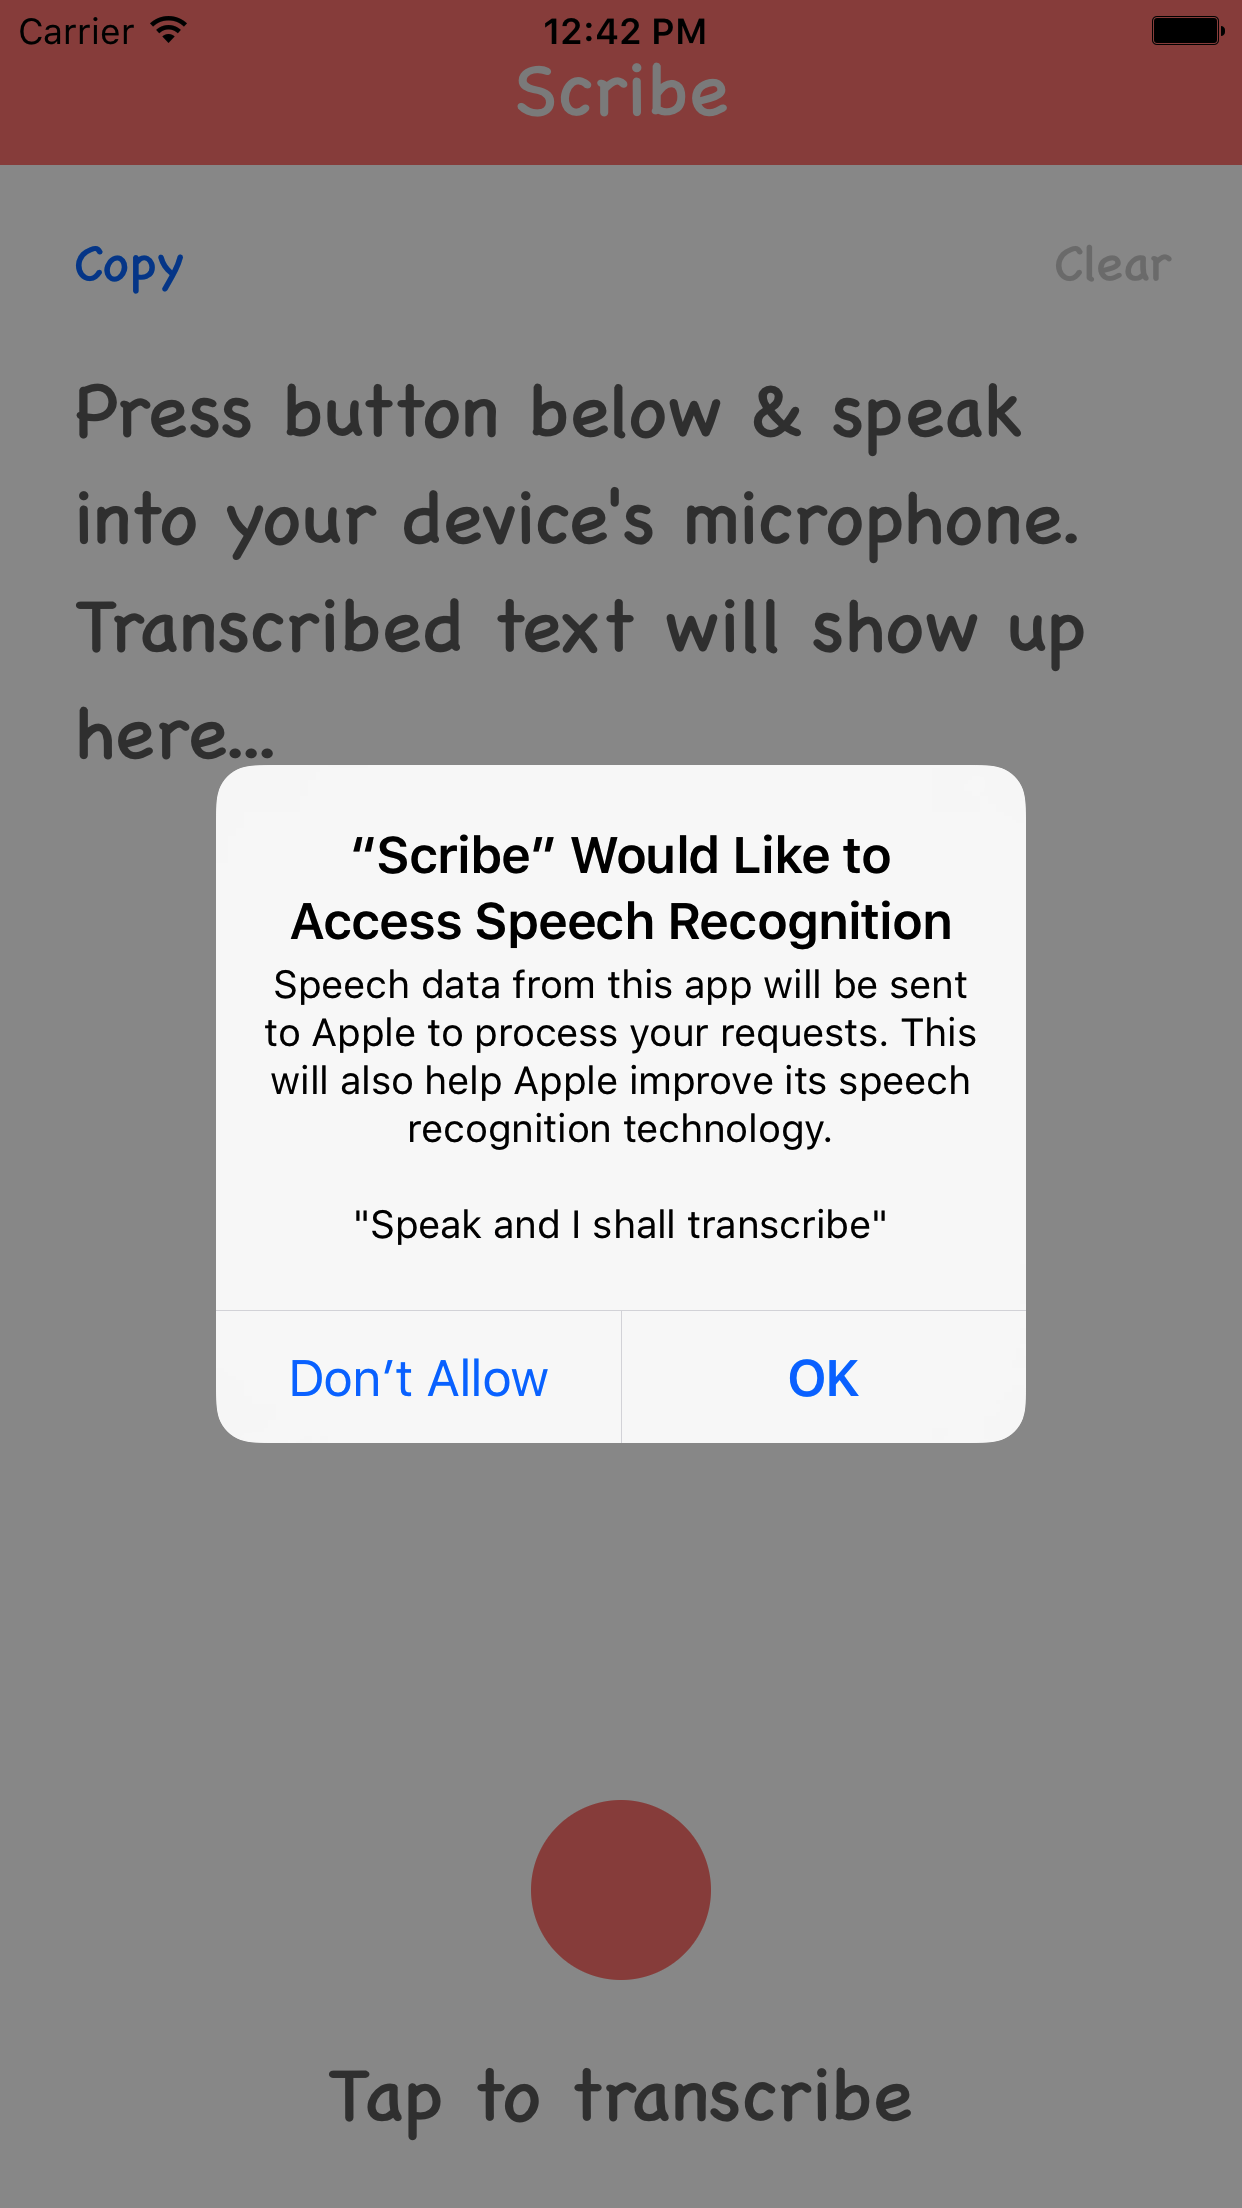 Carrier 12:42 PM
Scribe
Copy Clear
Press button below & speak
into your device's microphone.
Transcribed text will show up
here...
“Scribe” Would Like to
Access Speech Recognition
Speech data from this app will be sent
to Apple to process your requests. This
will also help Apple improve its speech
recognition technology.
"Speak and I shall transcribe"
Don’t Allow OK
Tap to transcribe